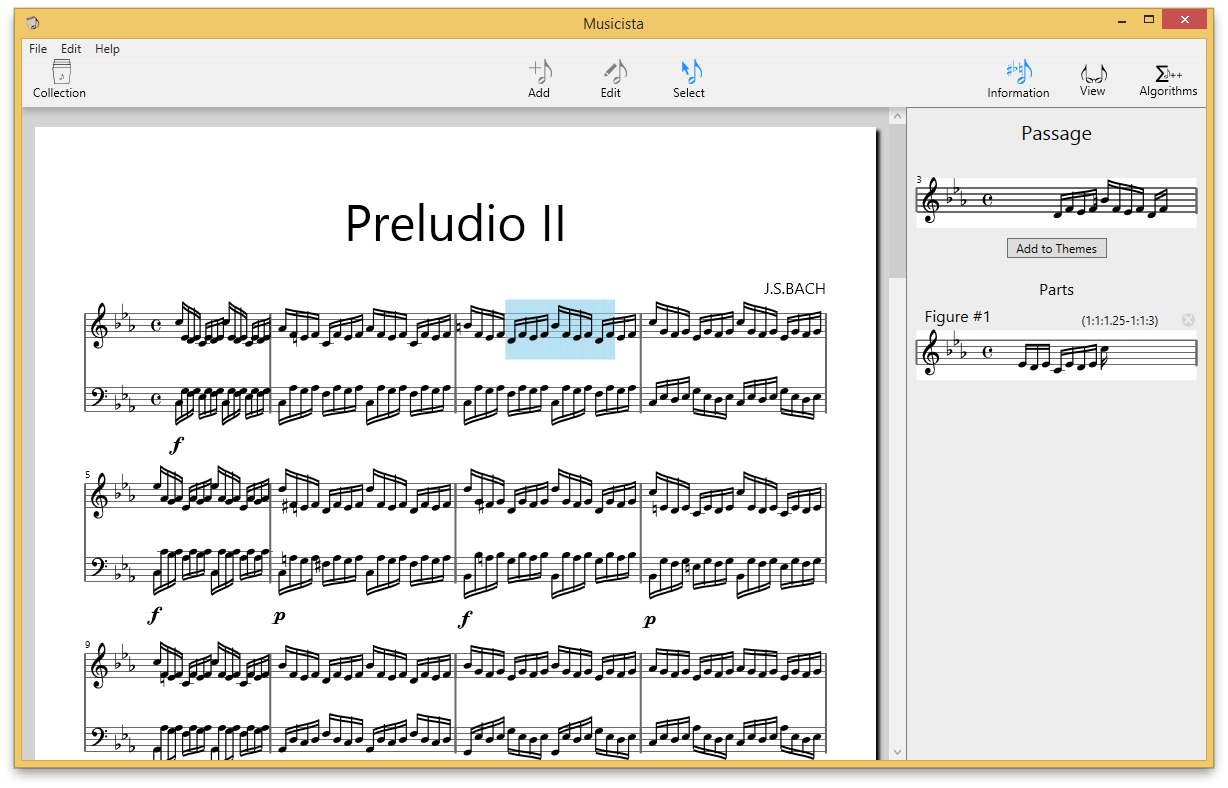 Musicista
File Edit Help
Collection
Add
Edit
Select
Information
View
Algorithms
Preludio II
J.S.BACH
f
5
f p f p
9
Passage
3
Add to Themes
Parts
Figure #1 (1:1:1.25-1:1:3)